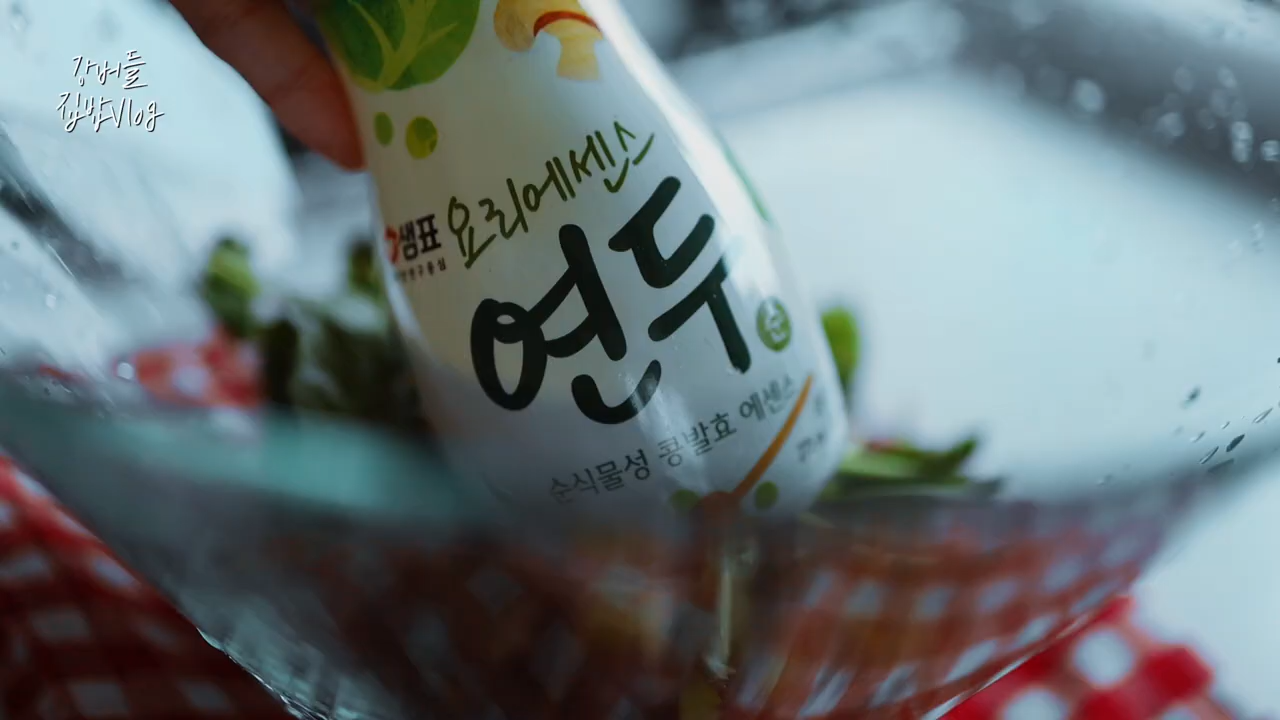 강버들
집밥Vlog
요리에센스
샘표
연두
순
순식물성 콩발효 에센스